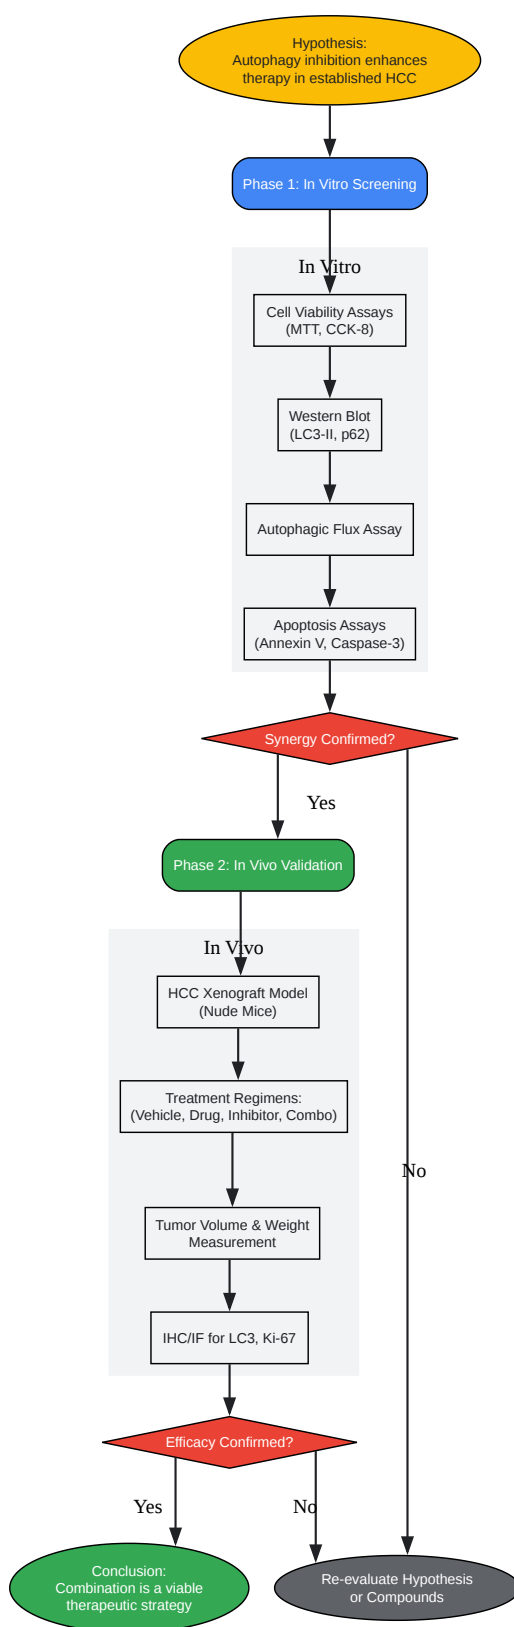 Hypothesis:
Autophagy inhibition enhances
therapy in established HCC
Phase 1: In Vitro Screening
In Vitro
Cell Viability Assays
(MTT, CCK-8)
Western Blot
(LC3-II, p62)
Autophagic Flux Assay
Apoptosis Assays
(Annexin V, Caspase-3)
Synergy Confirmed?
Yes
Phase 2: In Vivo Validation
In Vivo
HCC Xenograft Model
(Nude Mice)
Treatment Regimens:
(Vehicle, Drug, Inhibitor, Combo)
No
Tumor Volume & Weight
Measurement
IHC/IF for LC3, Ki-67
Efficacy Confirmed?
Yes
No
Conclusion:
Combination is a viable
therapeutic strategy
Re-evaluate Hypothesis
or Compounds